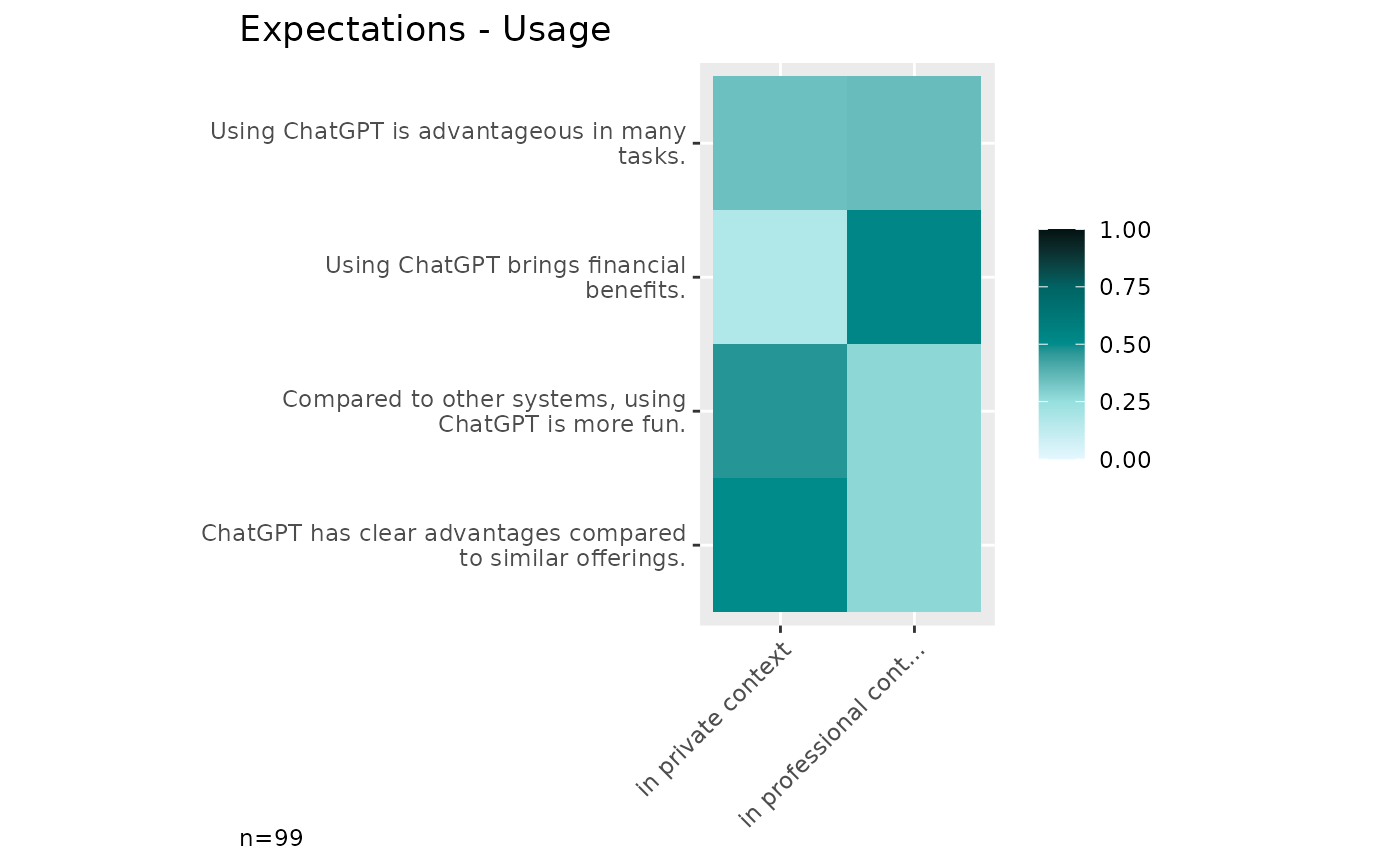 Expectations - Usage
Using ChatGPT is advantageous in many
tasks.
Using ChatGPT brings financial
benefits.
Compared to other systems, using
ChatGPT is more fun.
ChatGPT has clear advantages compared
to similar offerings.
1.00
0.75
0.50
0.25
0.00
in private context
in professional cont...
n=99